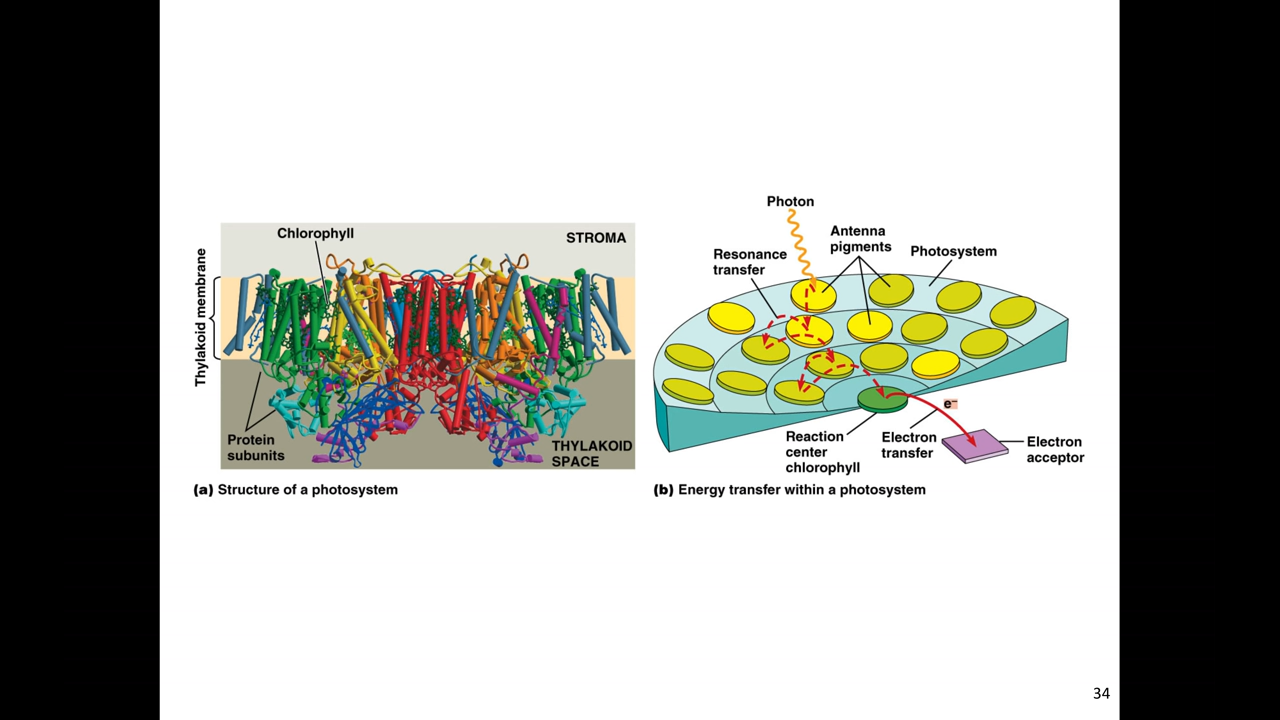 Chlorophyll
STROMA
Thylakoid membrane
Protein
subunits
THYLAKOID
SPACE
(a) Structure of a photosystem
Photon
Antenna
pigments
Resonance
transfer
Photosystem
e⁻
Reaction
center
chlorophyll
Electron
transfer
Electron
acceptor
(b) Energy transfer within a photosystem
34